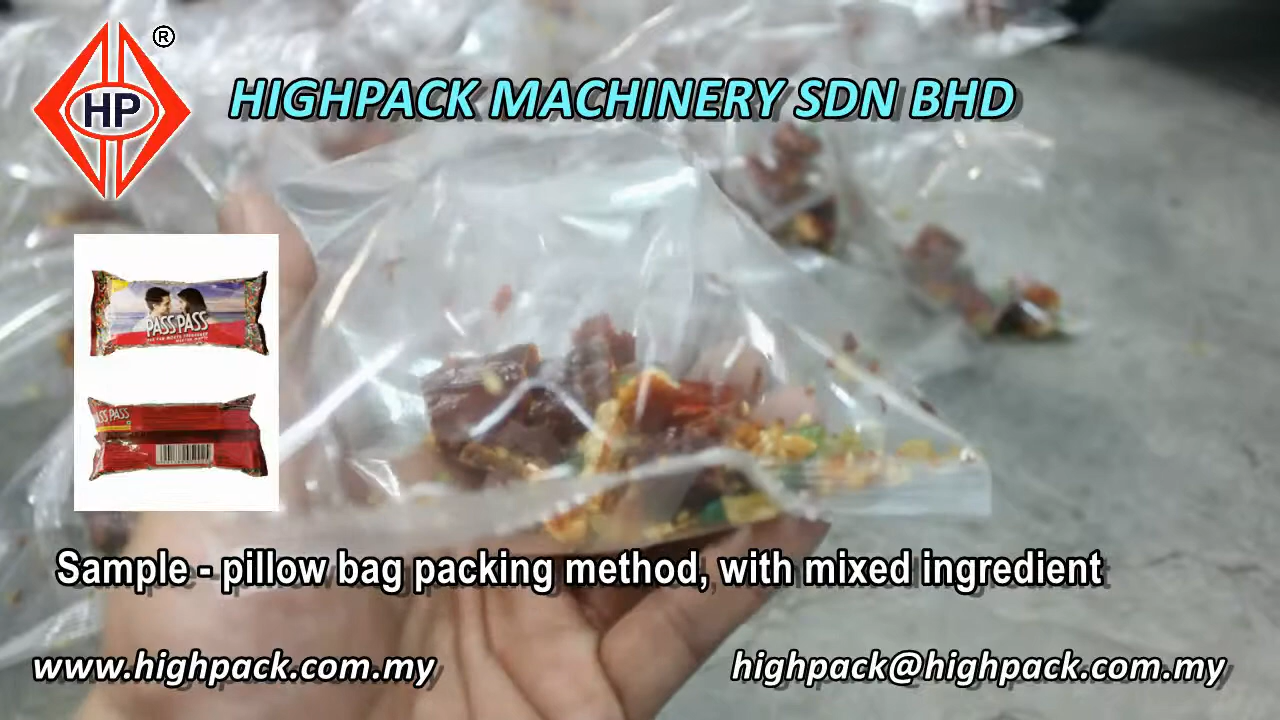 HP ®
HIGHPACK MACHINERY SDN BHD
PASS PASS
PASS PASS
Sample - pillow bag packing method, with mixed ingredient
www.highpack.com.my
highpack@highpack.com.my